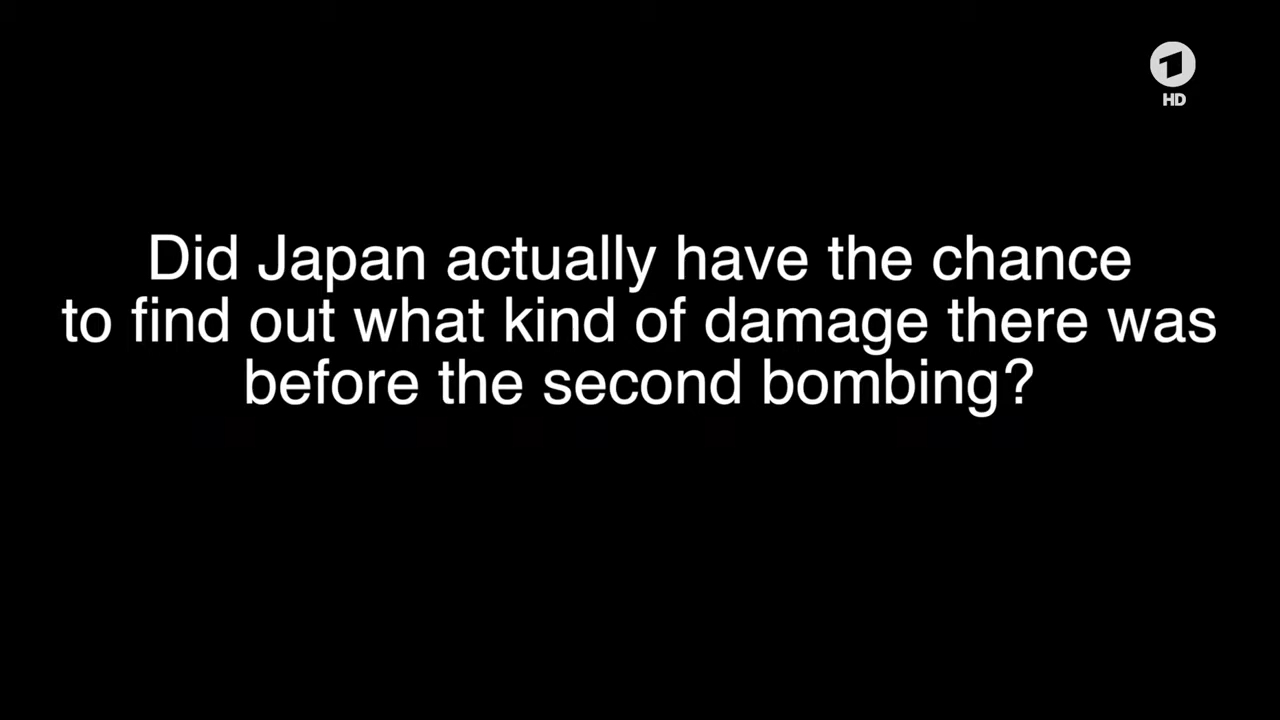 1
HD
Did Japan actually have the chance
to find out what kind of damage there was
before the second bombing?